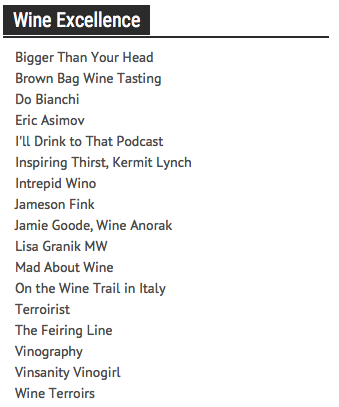 Wine Excellence
Bigger Than Your Head
Brown Bag Wine Tasting
Do Bianchi
Eric Asimov
I'll Drink to That Podcast
Inspiring Thirst, Kermit Lynch
Intrepid Wino
Jameson Fink
Jamie Goode, Wine Anorak
Lisa Granik MW
Mad About Wine
On the Wine Trail in Italy
Terroirist
The Feiring Line
Vinography
Vinsanity Vinogirl
Wine Terroirs